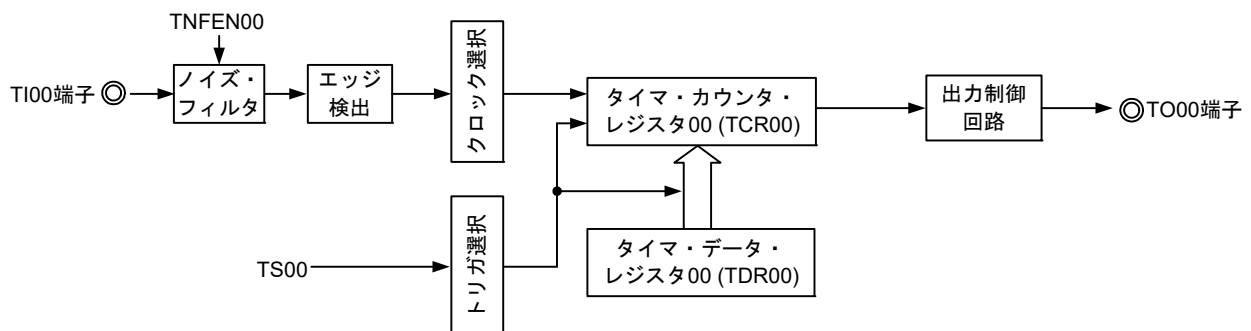 TNFEN00
TI00端子
ノイズ・
フィルタ
エッジ
検出
クロック選択
タイマ・カウンタ・
レジスタ00 (TCR00)
出力制御
回路
TO00端子
TS00
トリガ選択
タイマ・データ・
レジスタ00 (TDR00)